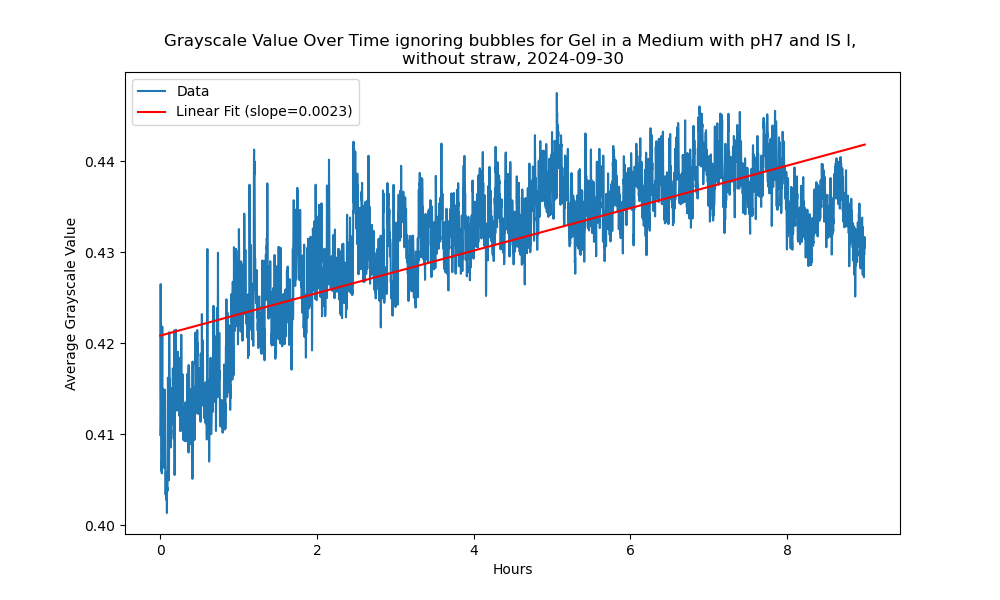 Grayscale Value Over Time ignoring bubbles for Gel in a Medium with pH7 and IS I,
without straw, 2024-09-30
Data
Linear Fit (slope=0.0023)
Average Grayscale Value
0.44
0.43
0.42
0.41
0.40
0
2
4
6
8
Hours